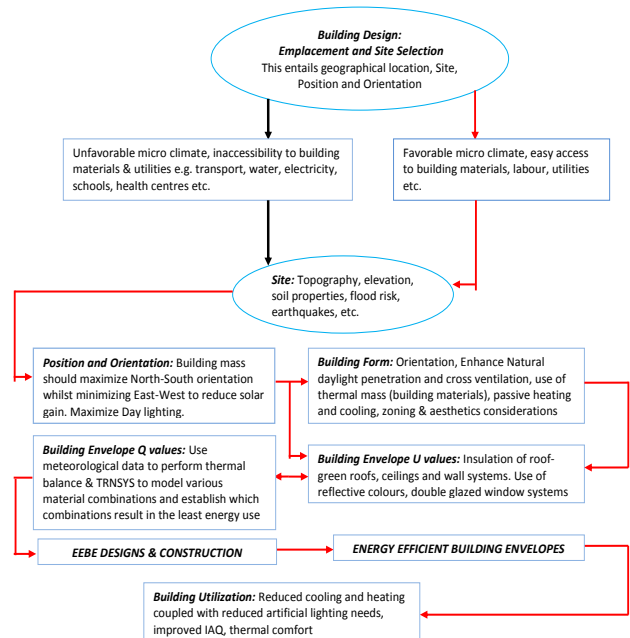 Building Design:
Emplacement and Site Selection
This entails geographical location, Site,
Position and Orientation
Unfavorable micro climate, inaccessibility to building
materials & utilities e.g. transport, water, electricity,
schools, health centres etc.
Favorable micro climate, easy access
to building materials, labour, utilities
etc.
Site: Topography, elevation,
soil properties, flood risk,
earthquakes, etc.
Position and Orientation: Building mass
should maximize North-South orientation
whilst minimizing East-West to reduce solar
gain. Maximize Day lighting.
Building Form: Orientation, Enhance Natural
daylight penetration and cross ventilation, use of
thermal mass (building materials), passive heating
and cooling, zoning & aesthetics considerations
Building Envelope Q values: Use
meteorological data to perform thermal
balance & TRNSYS to model various
material combinations and establish which
combinations result in the least energy use
Building Envelope U values: Insulation of roof-
green roofs, ceilings and wall systems. Use of
reflective colours, double glazed window systems
EEBE DESIGNS & CONSTRUCTION
ENERGY EFFICIENT BUILDING ENVELOPES
Building Utilization: Reduced cooling and heating
coupled with reduced artificial lighting needs,
improved IAQ, thermal comfort